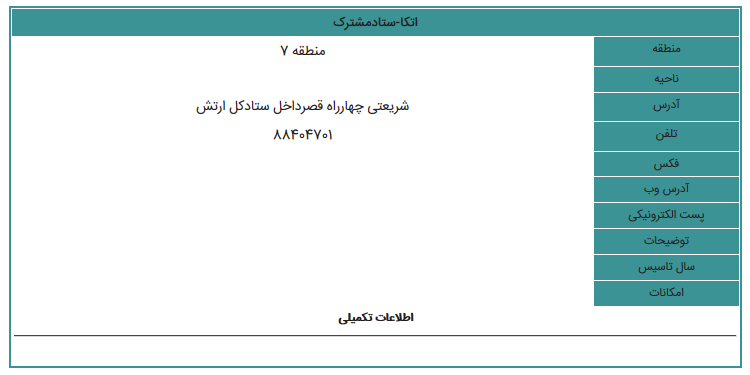 اتکا-ستادمشترک
منطقه منطقه ۷
ناحیه
آدرس شریعتی چهارراه قصرداخل ستادکل ارتش
تلفن ۸۸۴۰۴۷۰۱
فکس
آدرس وب
پست الکترونیکی
توضیحات
سال تاسیس
امکانات
اطلاعات تکمیلی